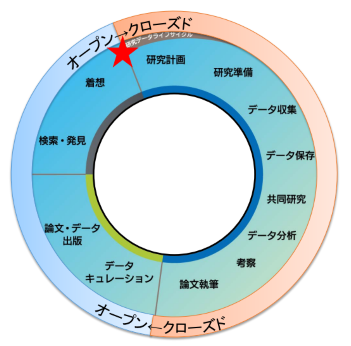 オープン→クローズド
研究データライフサイクル
着想
研究計画
研究準備
データ収集
データ保存
共同研究
データ分析
考察
論文執筆
データ
キュレーション
論文・データ
出版
検索・発見
オープン←クローズド